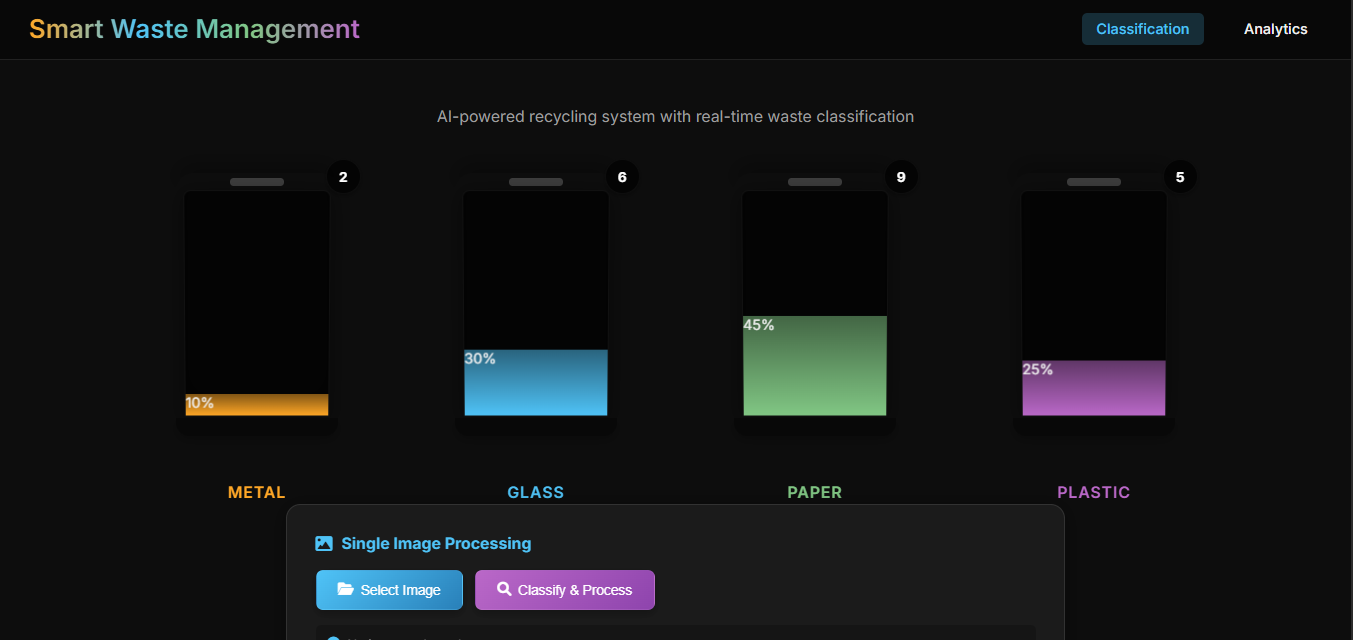 Smart Waste Management
Classification
Analytics
AI-powered recycling system with real-time waste classification
2
6
9
5
10%
30%
45%
25%
METAL
GLASS
PAPER
PLASTIC
Single Image Processing
Select Image
Classify & Process